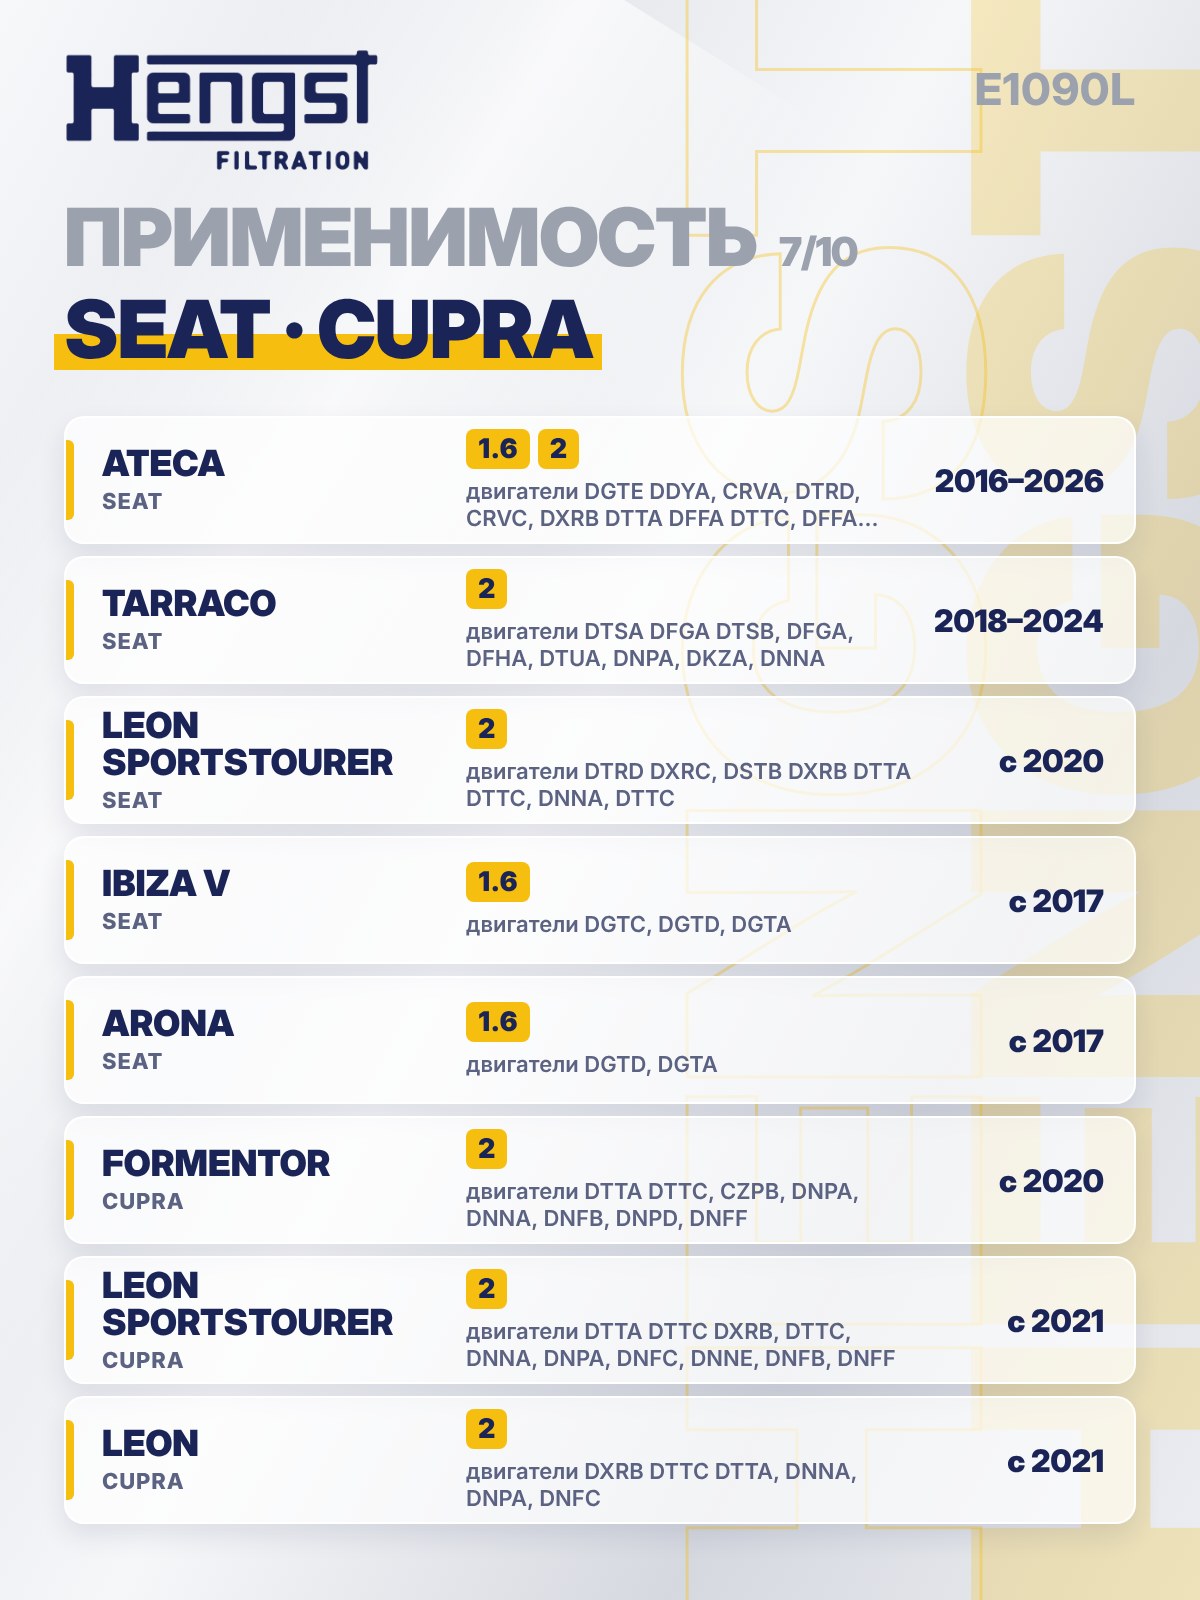 Hengst
FILTRATION
E1090L
ПРИМЕНИМОСТЬ 7/10
SEAT · CUPRA
ATECA
SEAT
1.6 2
двигатели DGTE DDYA, CRVA, DTRD,
CRVC, DXRB DTTA DFFA DTTC, DFFA...
2016–2026
TARRACO
SEAT
2
двигатели DTSA DFGA DTSB, DFGA,
DFHA, DTUA, DNPA, DKZA, DNNA
2018–2024
LEON
SPORTSTOURER
SEAT
2
двигатели DTRD DXRC, DSTB DXRB DTTA
DTTC, DNNA, DTTC
с 2020
IBIZA V
SEAT
1.6
двигатели DGTC, DGTD, DGTA
с 2017
ARONA
SEAT
1.6
двигатели DGTD, DGTA
с 2017
FORMENTOR
CUPRA
2
двигатели DTTA DTTC, CZPB, DNPA,
DNNA, DNFB, DNPD, DNFF
с 2020
LEON
SPORTSTOURER
CUPRA
2
двигатели DTTA DTTC DXRB, DTTC,
DNNA, DNPA, DNFC, DNNE, DNFB, DNFF
с 2021
LEON
CUPRA
2
двигатели DXRB DTTC DTTA, DNNA,
DNPA, DNFC
с 2021
HENGST
HENGST